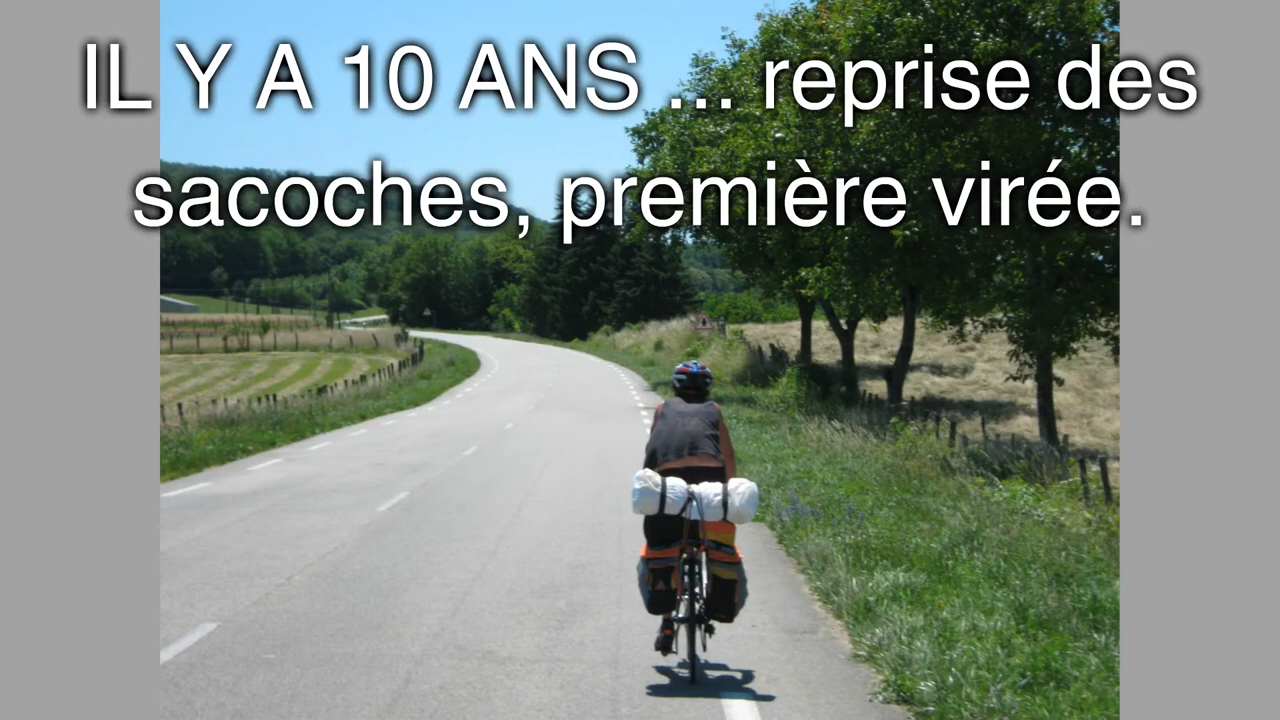 IL Y A 10 ANS ... reprise des
sacoches, première virée.